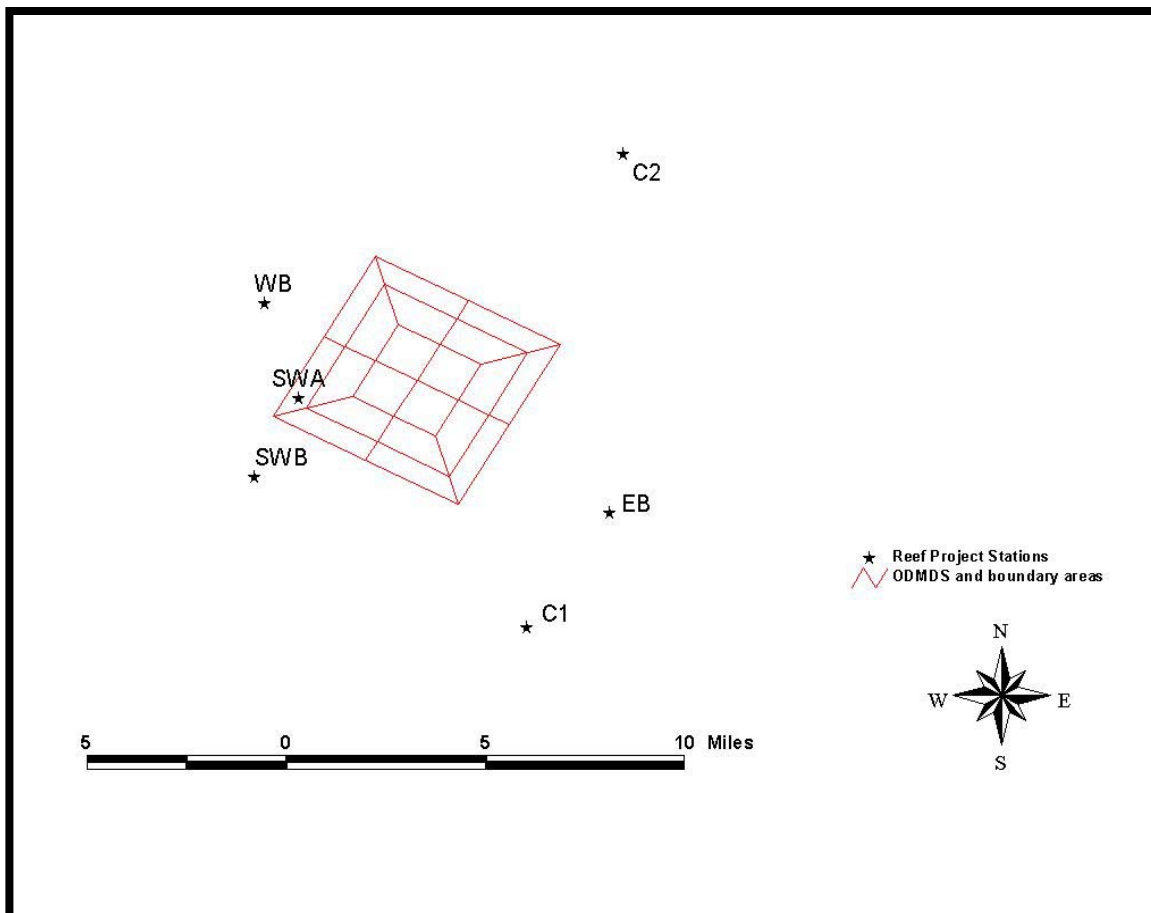 C2
WB
SWA
SWB
EB
Reef Project Stations
ODMDS and boundary areas
C1
N
W E
S
5 0 5 10 Miles